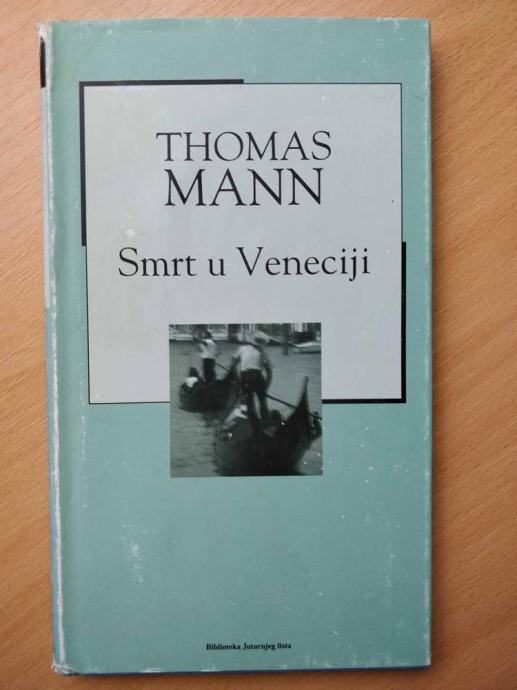 THOMAS
MANN
Smrt u Veneciji
Biblioteka Jutarnjeg lista